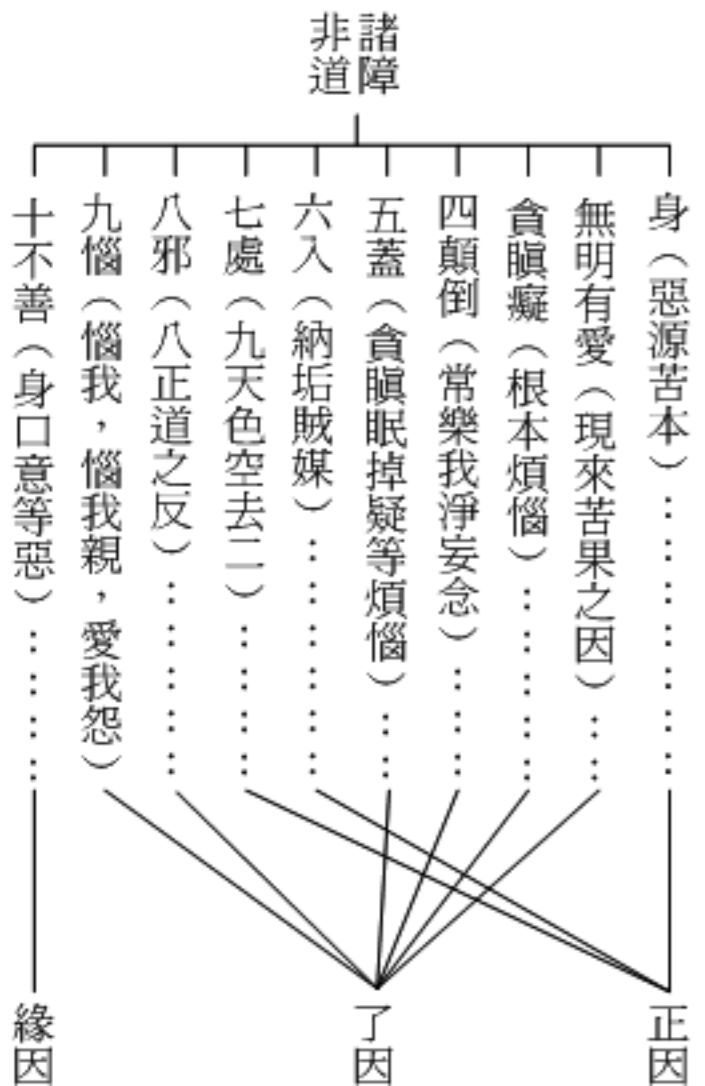 諸障
非道
身（惡源苦本）：：：：：：：
無明有愛（現來苦果之因）：：
貪瞋癡（根本煩惱）：：：：：
四顛倒（常樂我淨妄念）：：：
五蓋（貪瞋眠掉疑等煩惱）：：
六入（納垢賊媒）：：：：：：
七處（九天色空去二）：：：：
八邪（八正道之反）：：：：：
九惱（惱我，惱我親，愛我怨）
十不善（身口意等惡）：：：：
正因
了因
緣因